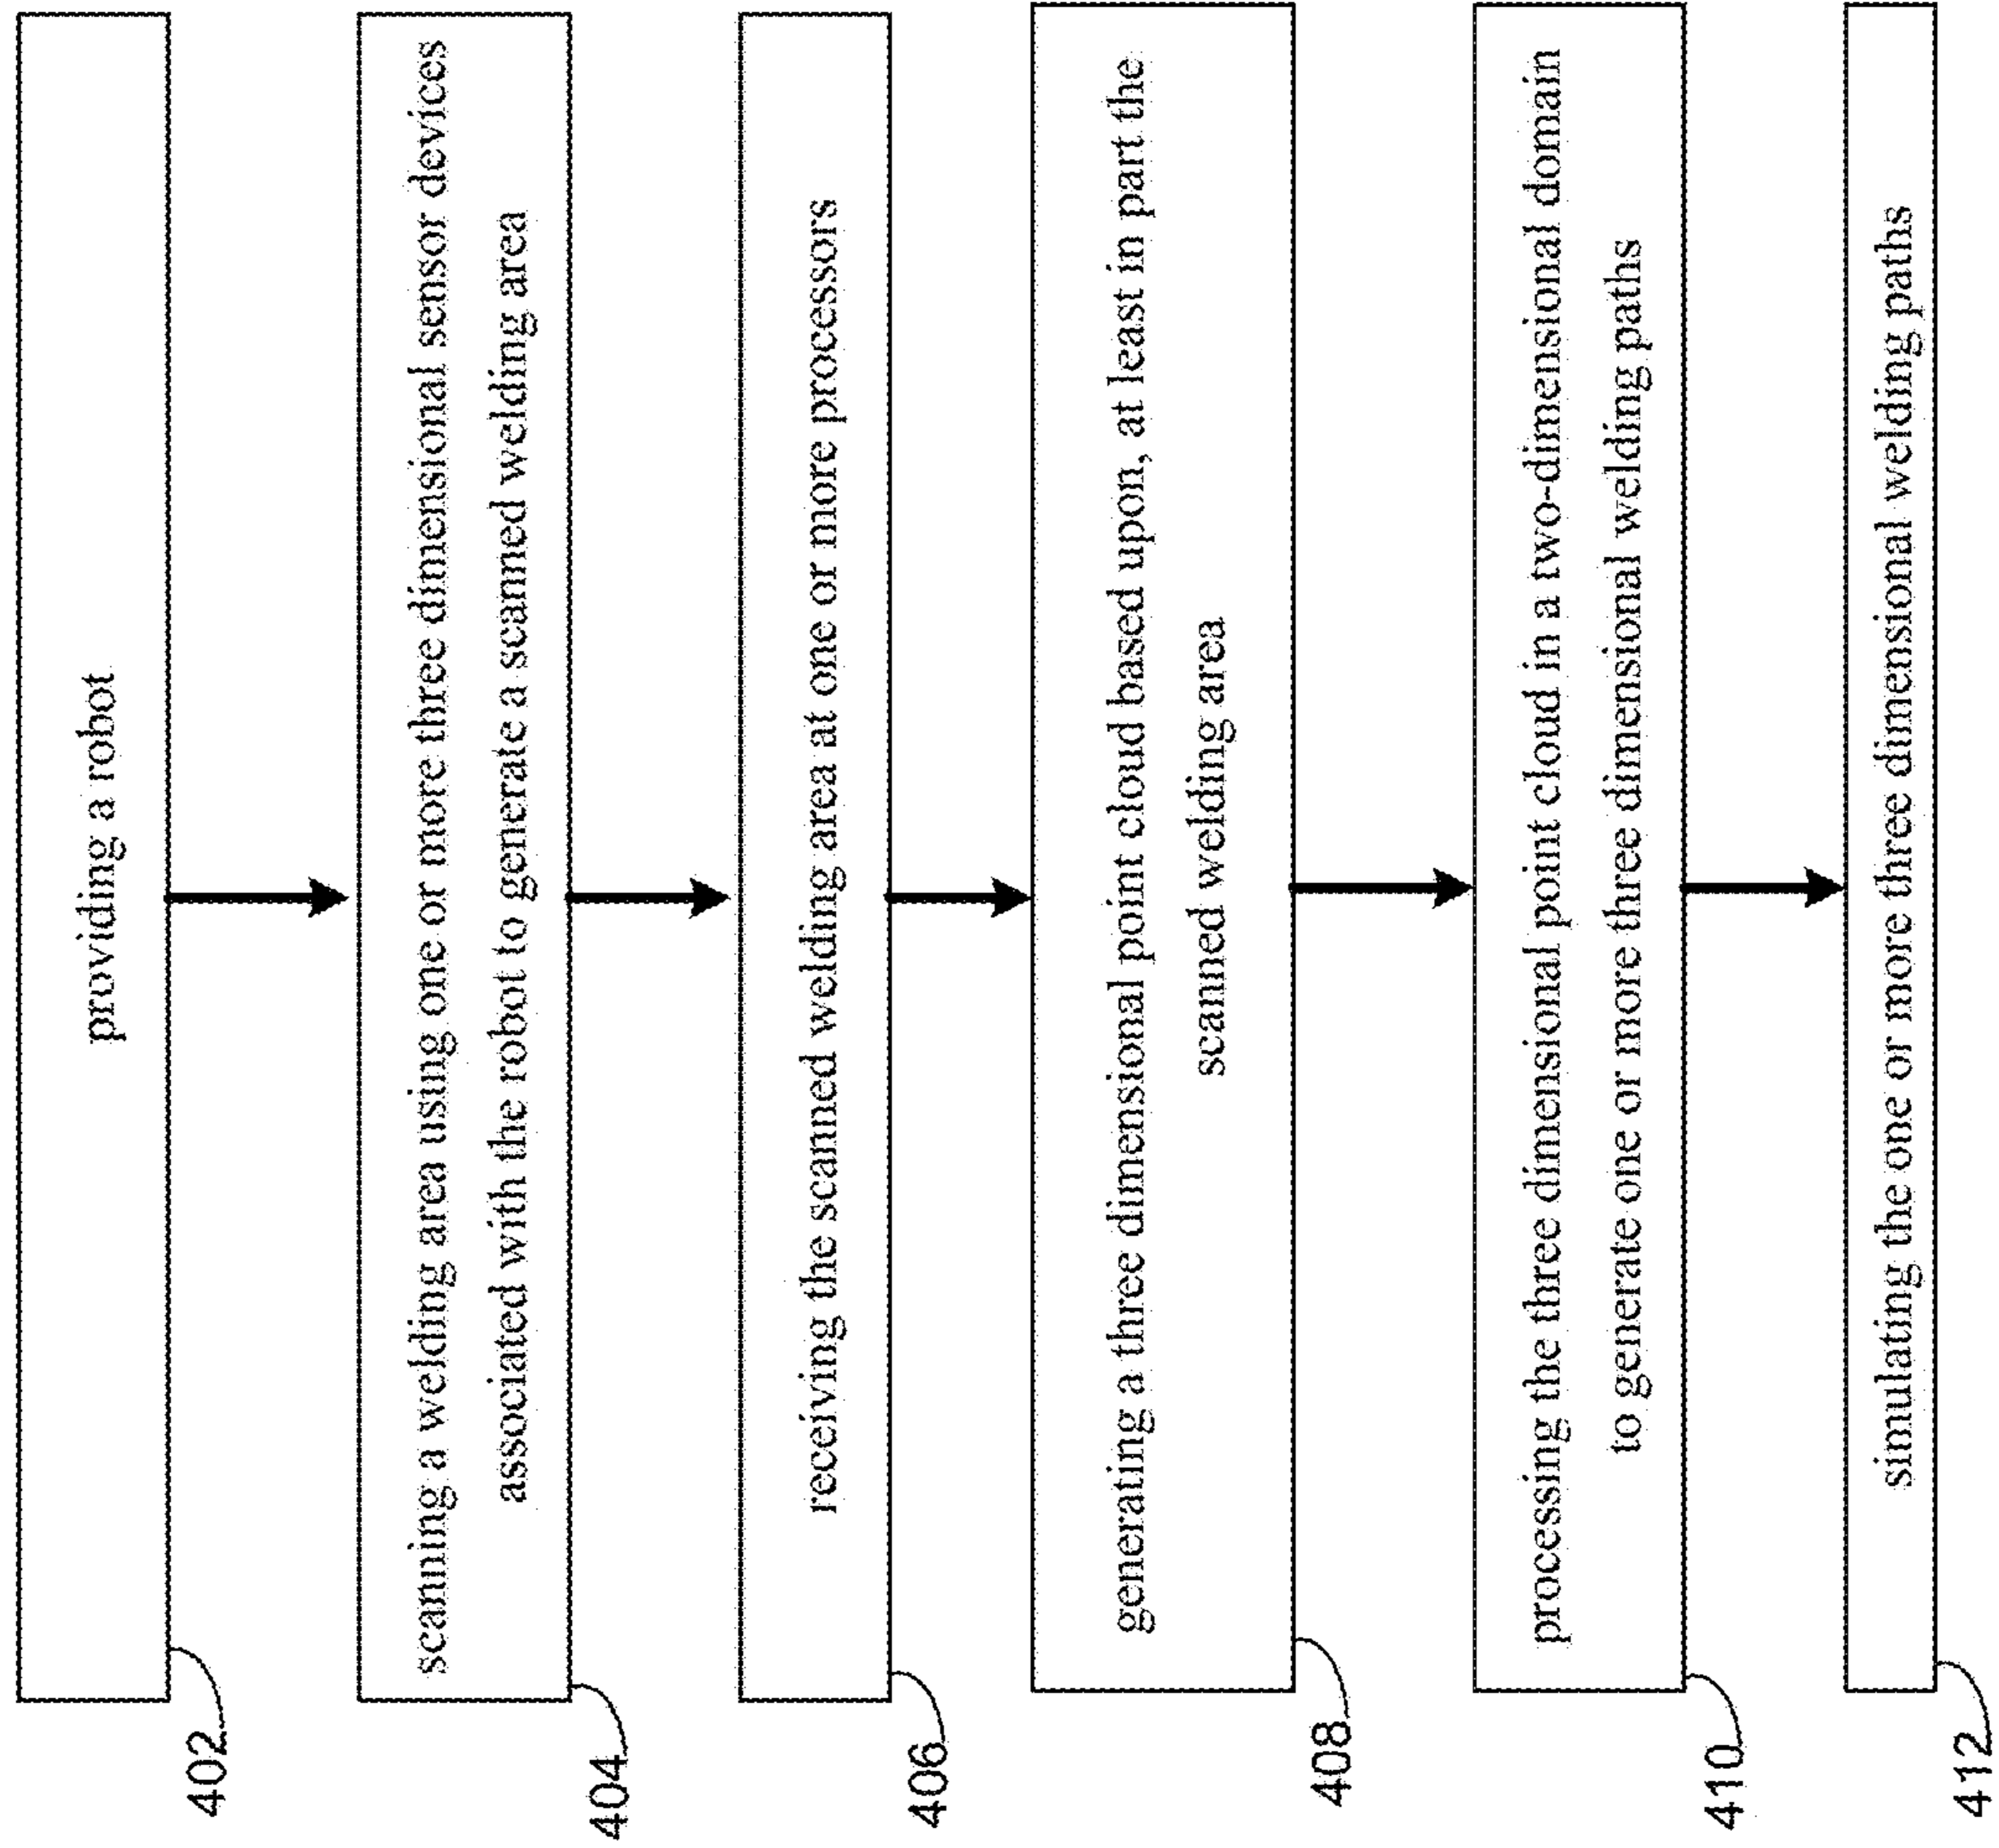 providing a robot
402
scanning a welding area using one or more three dimensional sensor devices
associated with the robot to generate a scanned welding area
404
receiving the scanned welding area at one or more processors
406
generating a three dimensional point cloud based upon, at least in part the
scanned welding area
408
processing the three dimensional point cloud in a two-dimensional domain
to generate one or more three dimensional welding paths
410
simulating the one or more three dimensional welding paths
412